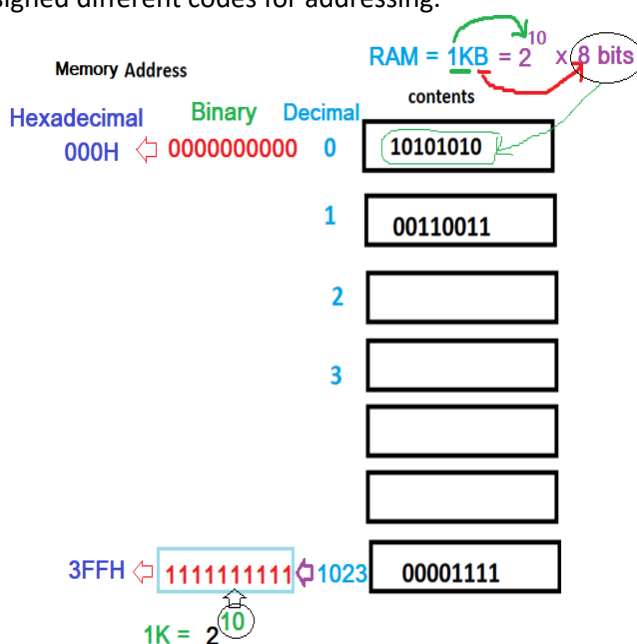 signed different codes for addressing.
RAM = 1KB = 2^10 x 8 bits
Memory Address
contents
Hexadecimal Binary Decimal
000H 0000000000 0 10101010
1 00110011
2
3
3FFH 1111111111 1023 00001111
1K = 2^10